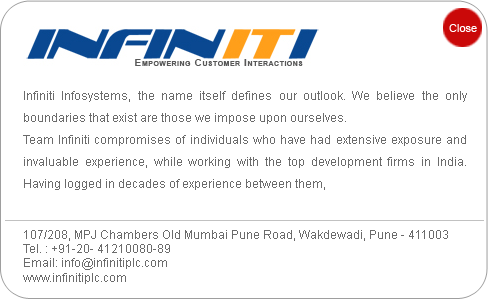 Close
INFINITI
EMPOWERING CUSTOMER INTERACTIONS
Infiniti Infosystems, the name itself defines our outlook. We believe the only
boundaries that exist are those we impose upon ourselves.
Team Infiniti compromises of individuals who have had extensive exposure and
invaluable experience, while working with the top development firms in India.
Having logged in decades of experience between them,
107/208, MPJ Chambers Old Mumbai Pune Road, Wakdewadi, Pune - 411003
Tel. : +91-20- 41210080-89
Email: info@infinitiplc.com
www.infinitiplc.com